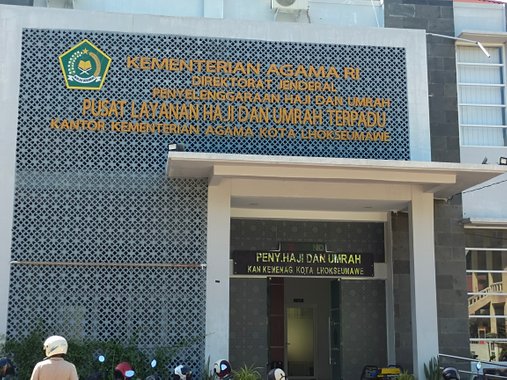 KEMENTERIAN AGAMA RI
DIREKTORAT JENDERAL
PENYELENGGARAAN HAJI DAN UMRAH
PUSAT LAYANAN HAJI DAN UMRAH TERPADU
KANTOR KEMENTERIAN AGAMA KOTA LHOKSEUMAWE
PENY.HAJI DAN UMRAH
KAN KEMENAG KOTA LHOKSEUMAWE